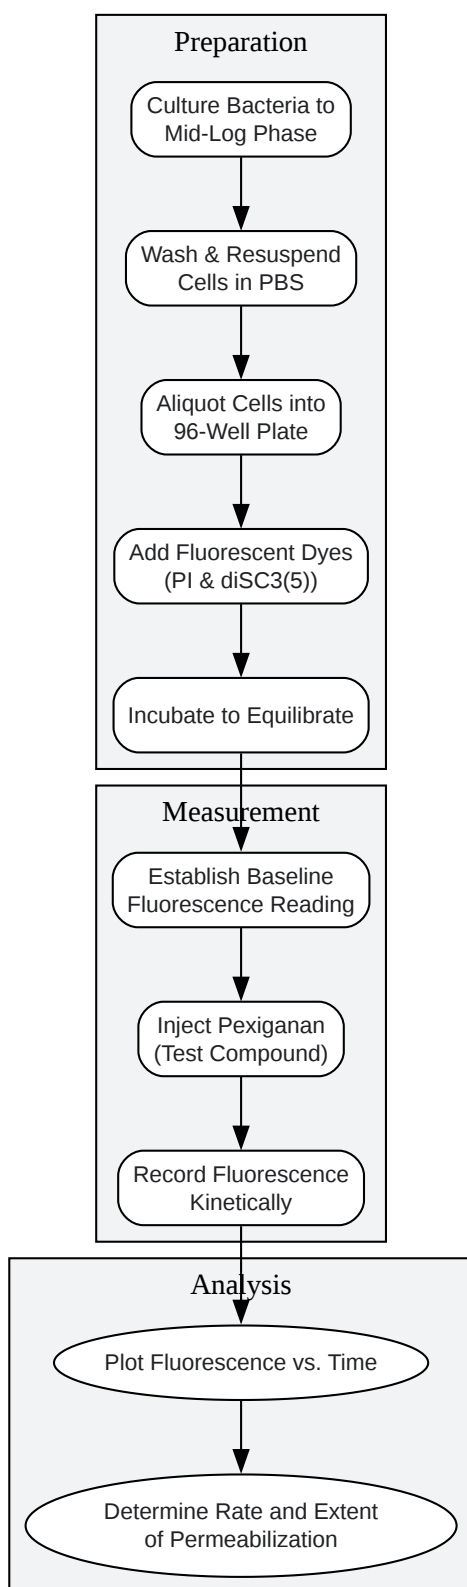 Preparation
Culture Bacteria to
Mid-Log Phase
Wash & Resuspend
Cells in PBS
Aliquot Cells into
96-Well Plate
Add Fluorescent Dyes
(PI & diSC3(5))
Incubate to Equilibrate
Measurement
Establish Baseline
Fluorescence Reading
Inject Pexiganan
(Test Compound)
Record Fluorescence
Kinetically
Analysis
Plot Fluorescence vs. Time
Determine Rate and Extent
of Permeabilization